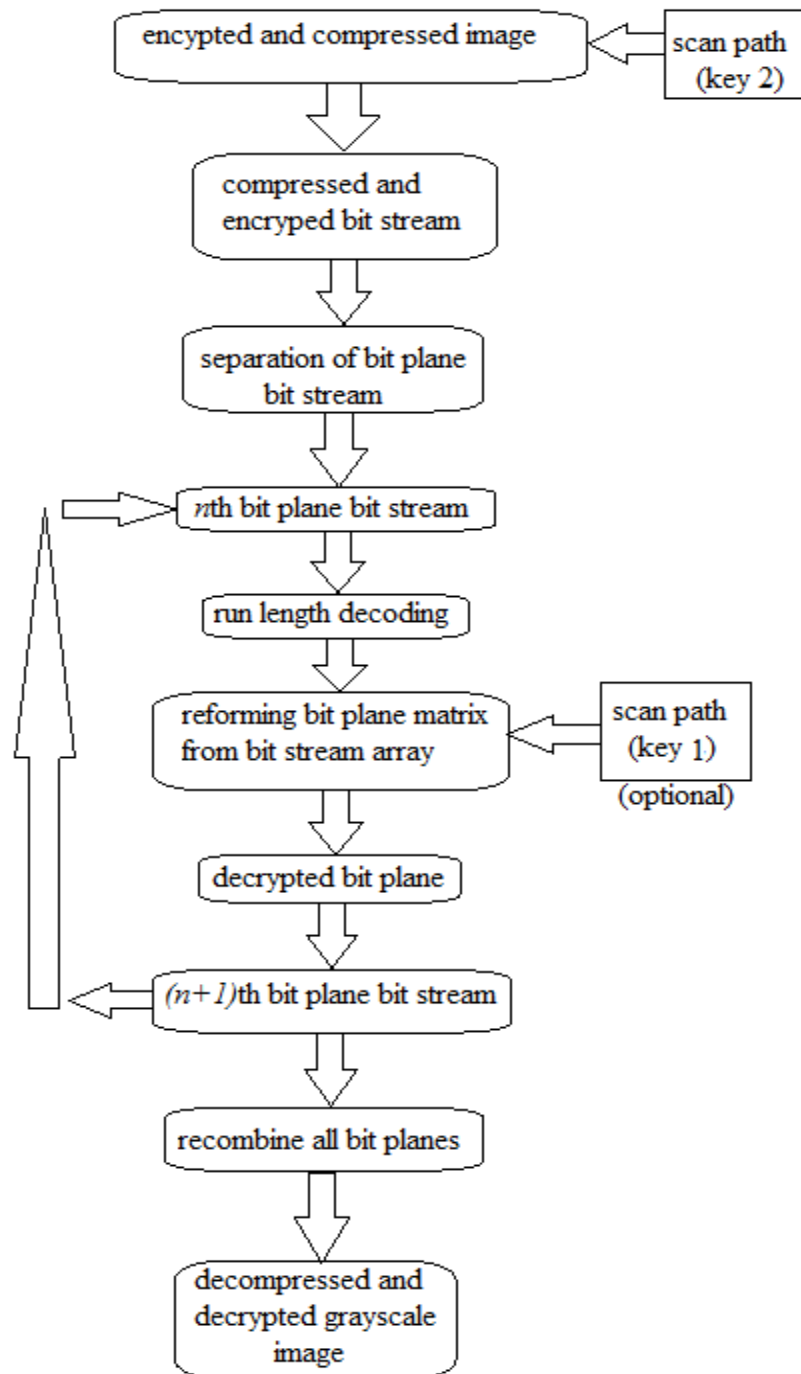 encypted and compressed image
scan path
(key 2)
compressed and
encryped bit stream
separation of bit plane
bit stream
nth bit plane bit stream
run length decoding
reforming bit plane matrix
from bit stream array
scan path
(key 1)
(optional)
decrypted bit plane
(n+1)th bit plane bit stream
recombine all bit planes
decompressed and
decrypted grayscale
image